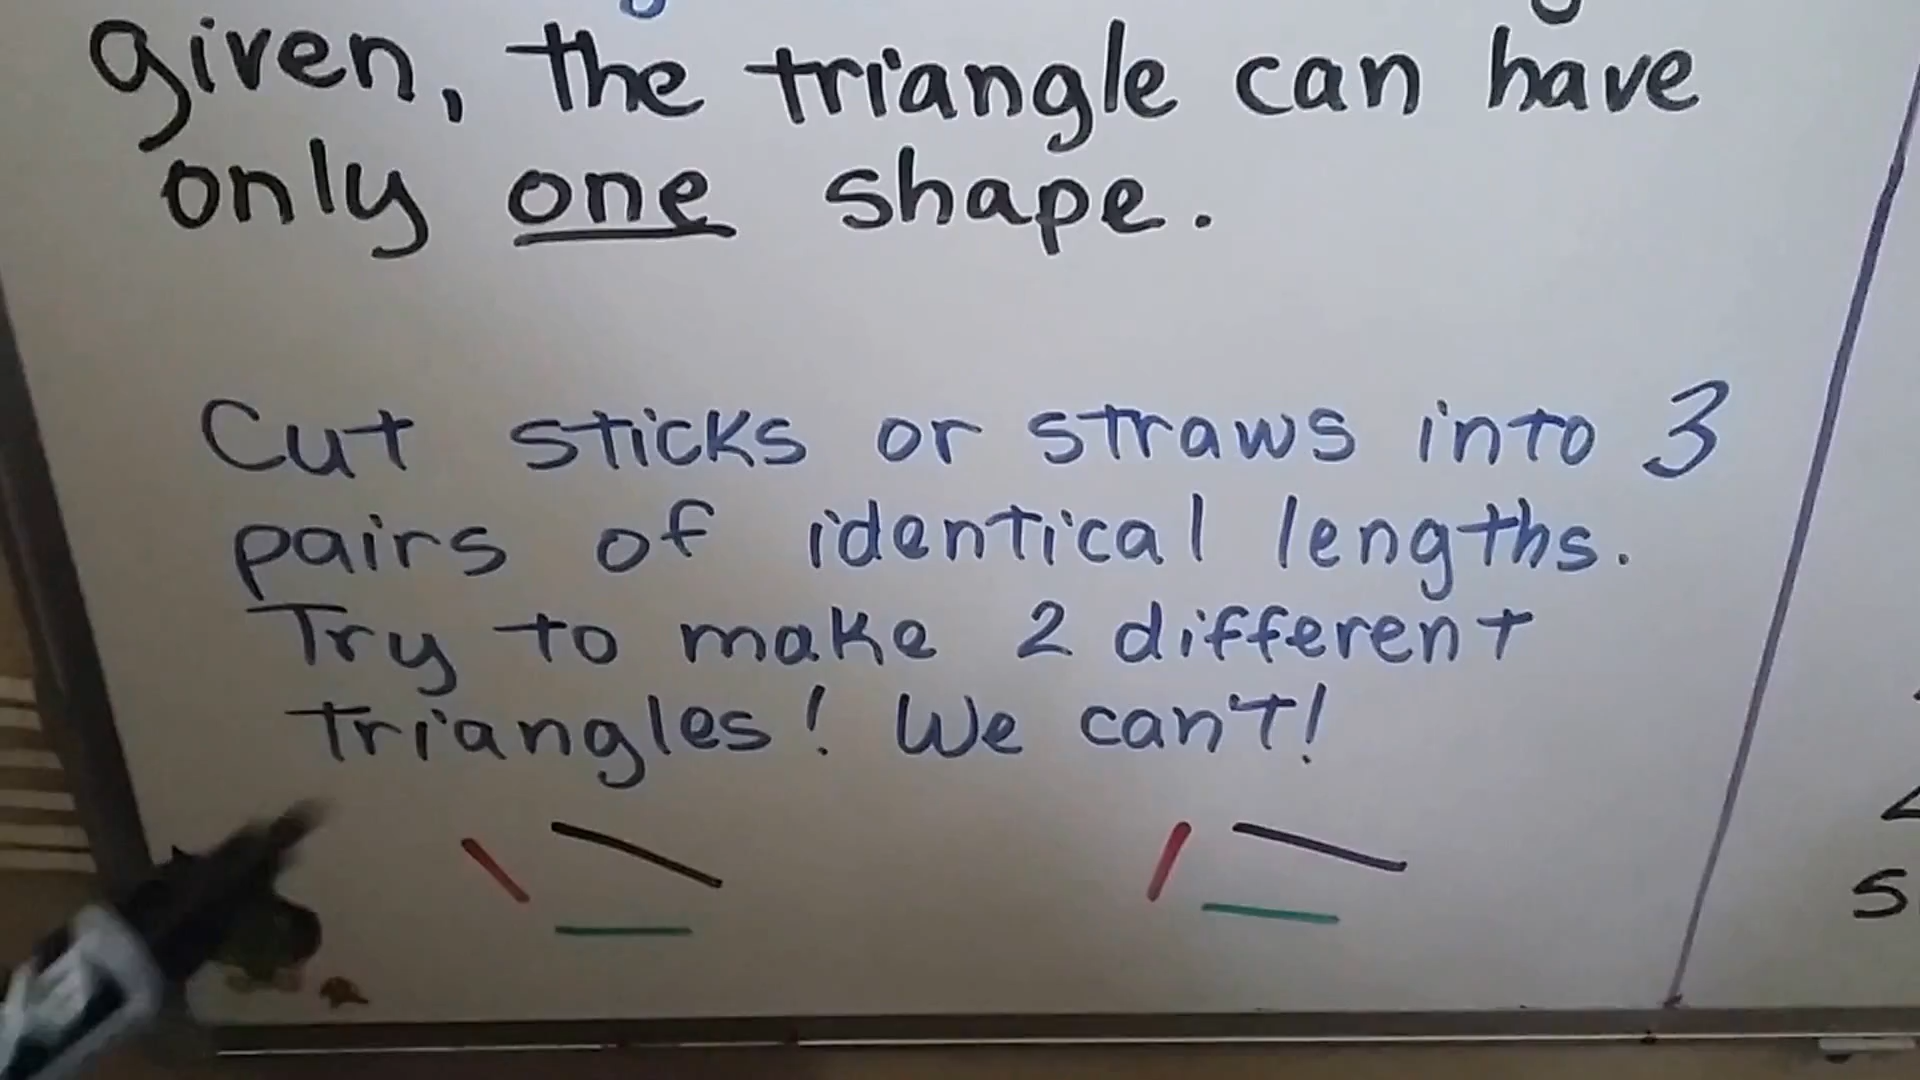 given, the triangle can have
only one shape.
Cut sticks or straws into 3
pairs of identical lengths.
Try to make 2 different
triangles! We can't!